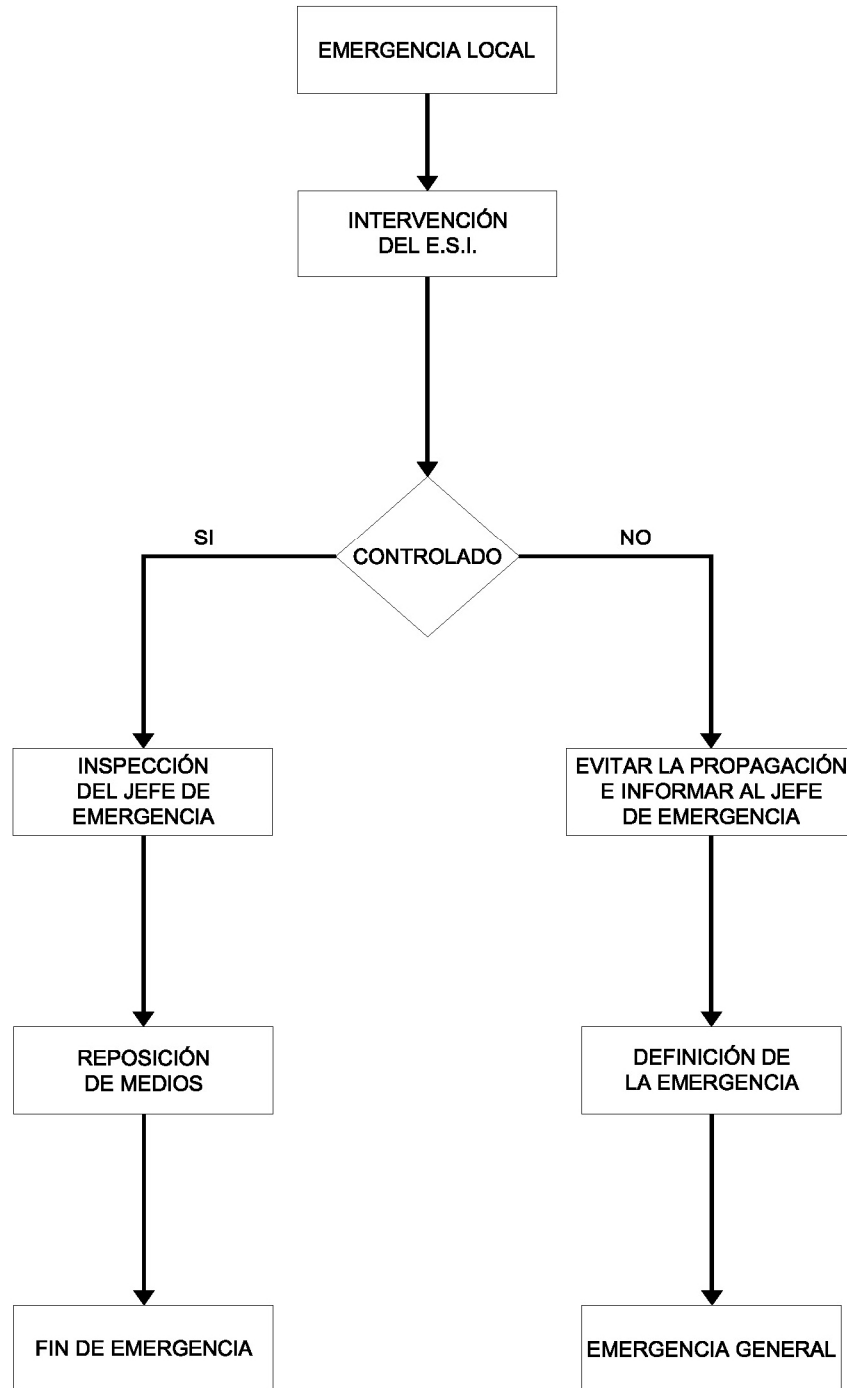 EMERGENCIA LOCAL
INTERVENCIÓN
DEL E.S.I.
CONTROLADO
SI
NO
INSPECCIÓN
DEL JEFE DE
EMERGENCIA
EVITAR LA PROPAGACIÓN
E INFORMAR AL JEFE
DE EMERGENCIA
REPOSICIÓN
DE MEDIOS
DEFINICIÓN DE
LA EMERGENCIA
FIN DE EMERGENCIA
EMERGENCIA GENERAL